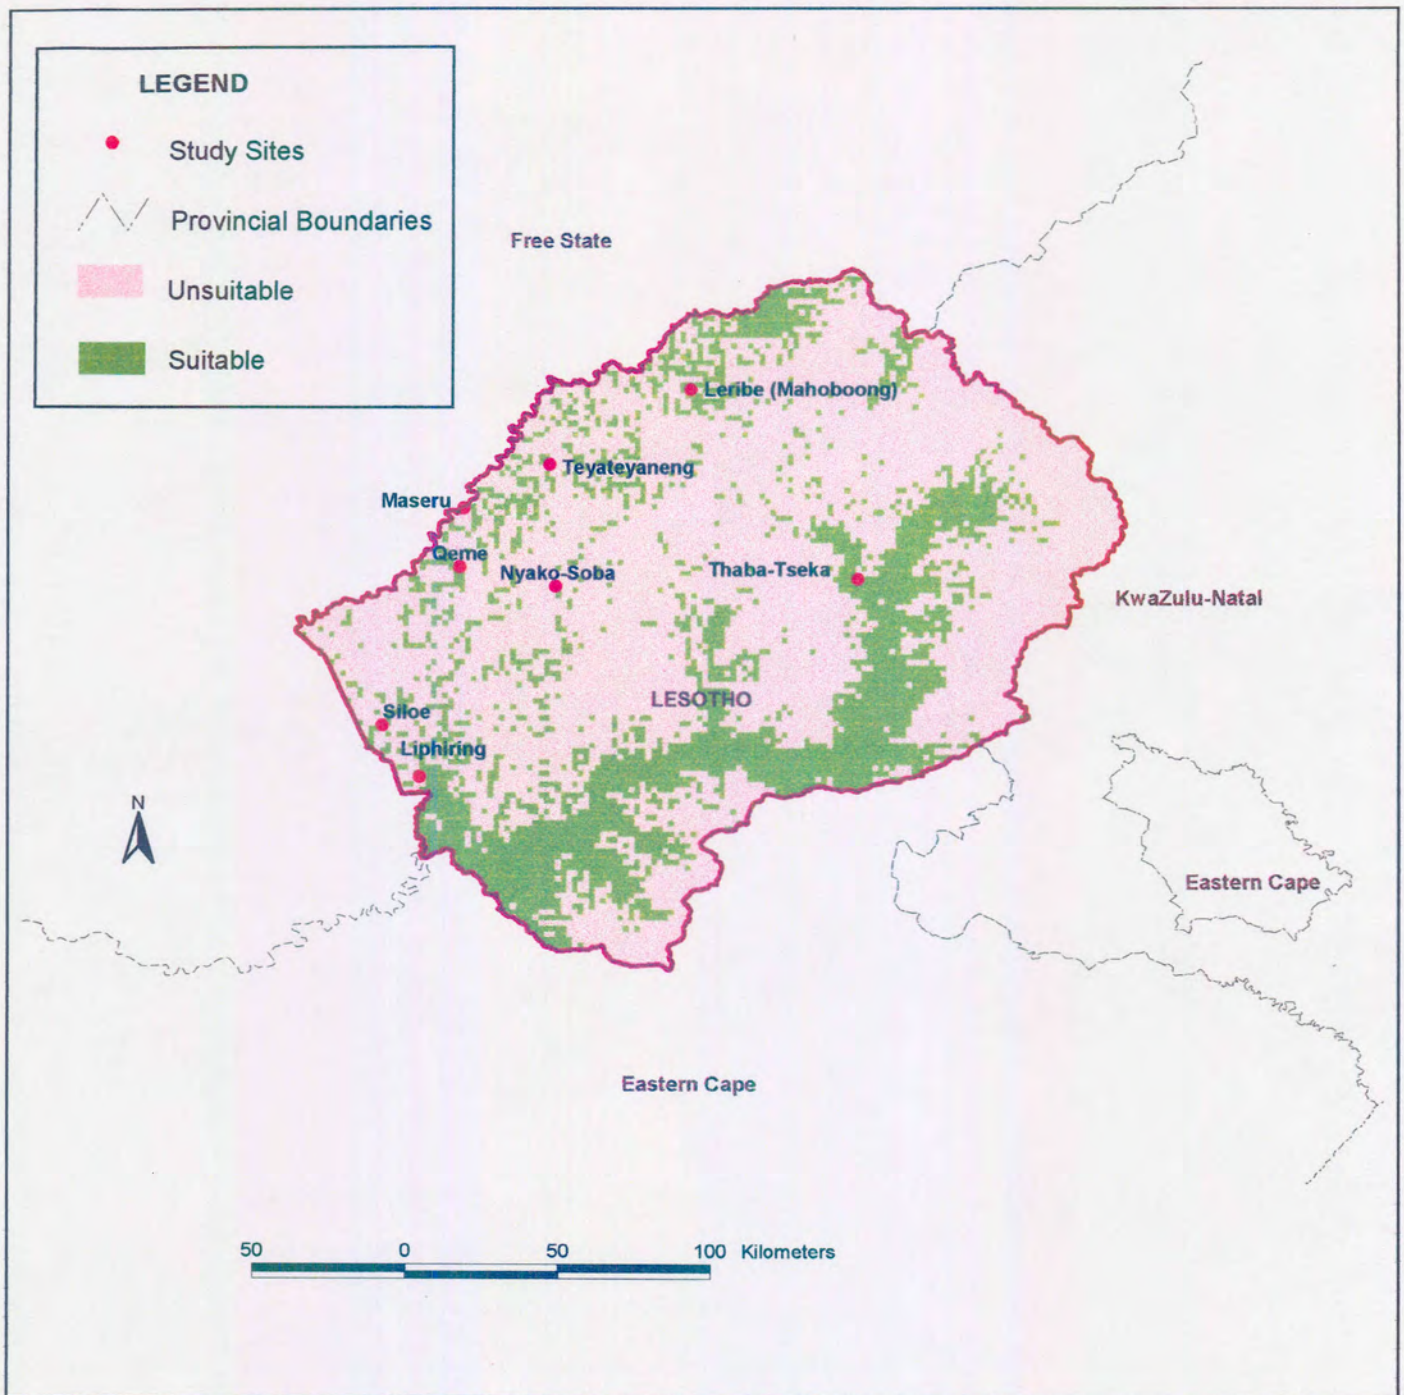 LEGEND
Study Sites
Provincial Boundaries
Unsuitable
Suitable
Free State
Leribe (Mahoboong)
Teyateyaneng
Maseru
Qeme
Nyako-Soba
Thaba-Tseka
KwaZulu-Natal
LESOTHO
Siloe
Liphiring
N
Eastern Cape
Eastern Cape
50 0 50 100 Kilometers